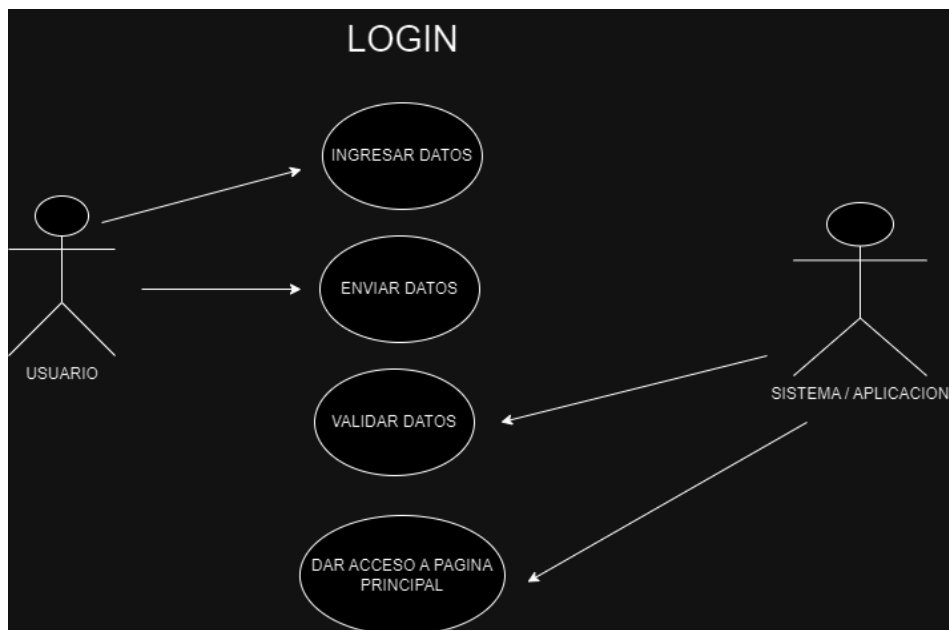 LOGIN
INGRESAR DATOS
ENVIAR DATOS
USUARIO
VALIDAR DATOS
SISTEMA / APLICACION
DAR ACCESO A PAGINA
PRINCIPAL